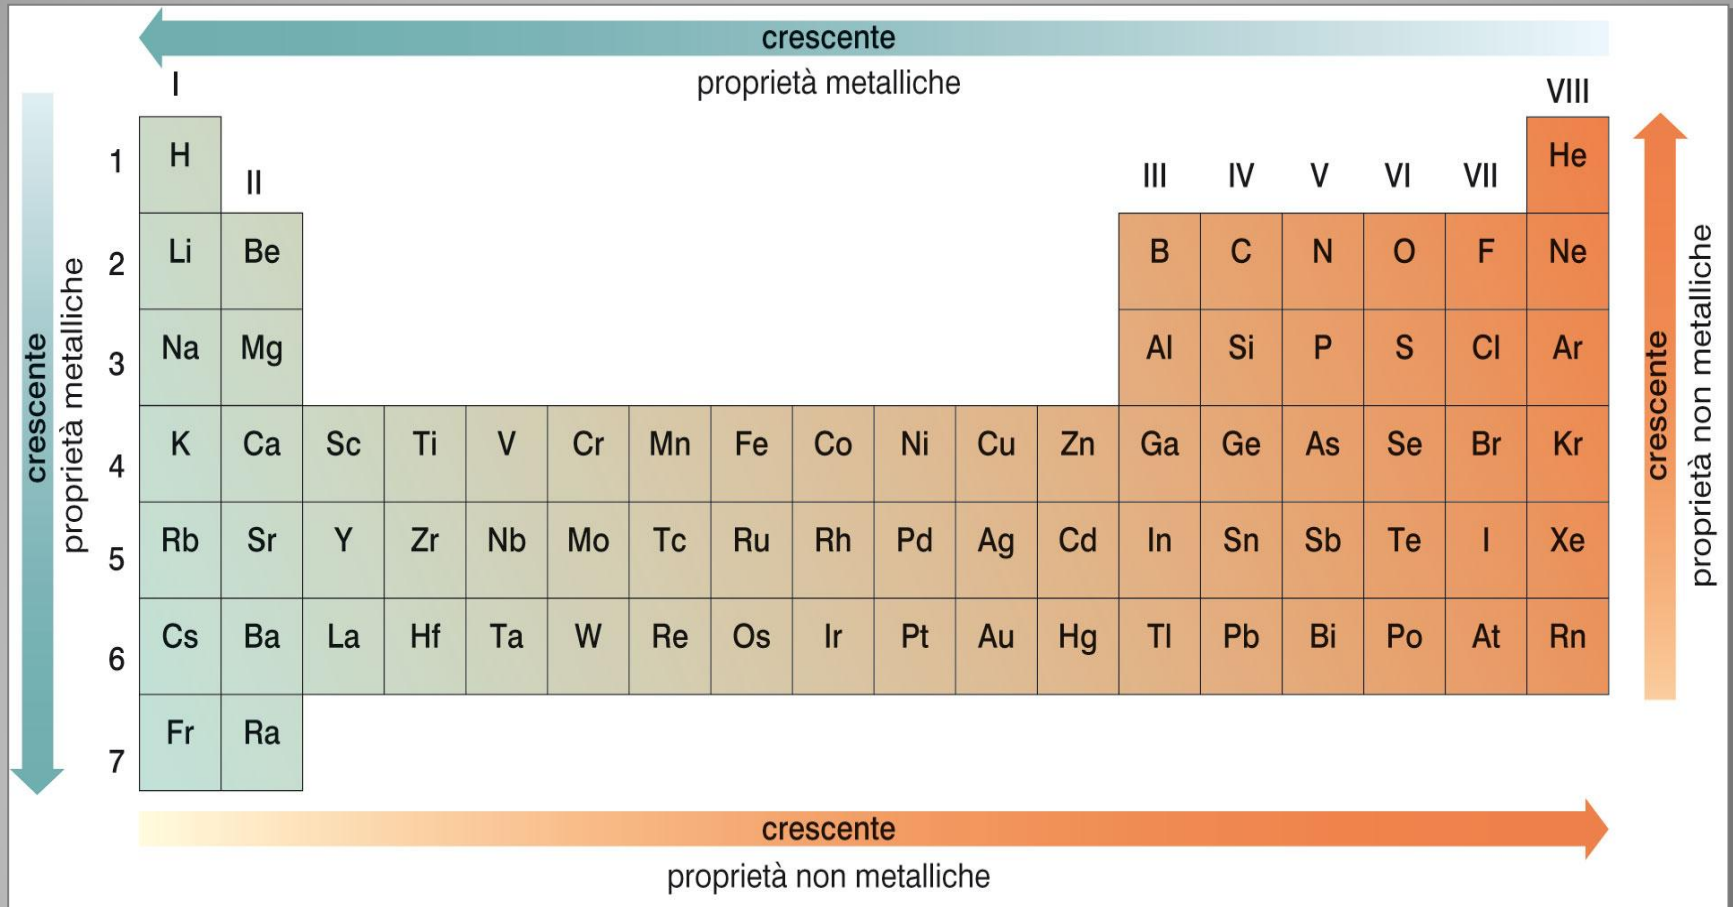 crescente
proprietà metalliche
I
VIII
1 H He
II III IV V VI VII
2 Li Be B C N O F Ne
3 Na Mg Al Si P S Cl Ar
4 K Ca Sc Ti V Cr Mn Fe Co Ni Cu Zn Ga Ge As Se Br Kr
5 Rb Sr Y Zr Nb Mo Tc Ru Rh Pd Ag Cd In Sn Sb Te I Xe
6 Cs Ba La Hf Ta W Re Os Ir Pt Au Hg Tl Pb Bi Po At Rn
7 Fr Ra
crescente
proprietà metalliche
crescente
proprietà non metalliche
crescente
proprietà non metalliche